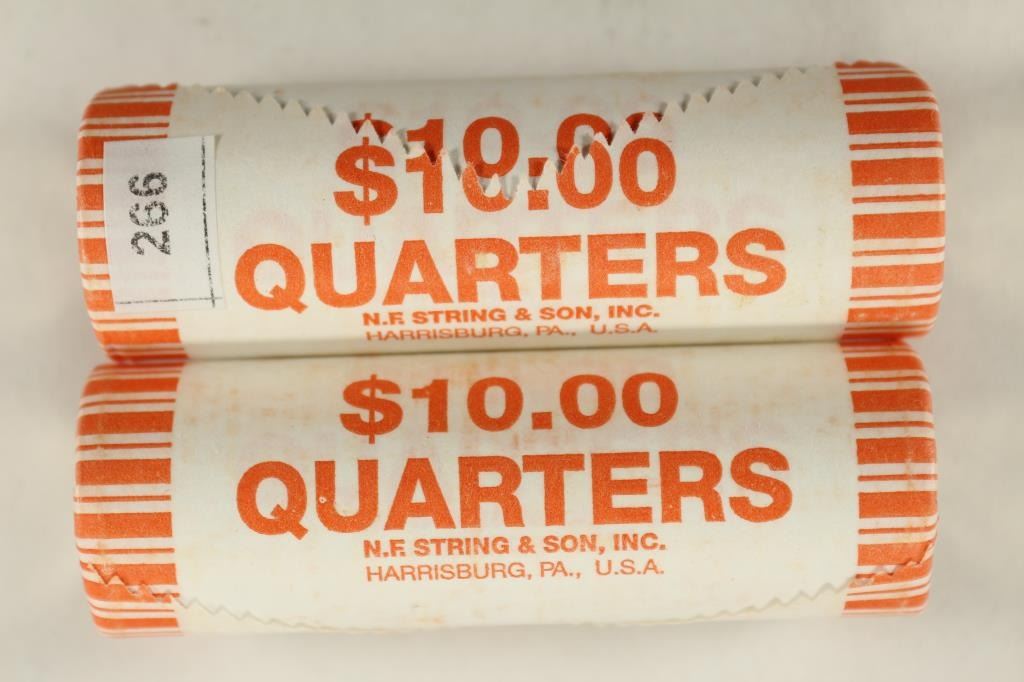 266
$10.00
QUARTERS
N.F. STRING & SON, INC.
HARRISBURG, PA., U.S.A.
$10.00
QUARTERS
N.F. STRING & SON, INC.
HARRISBURG, PA., U.S.A.